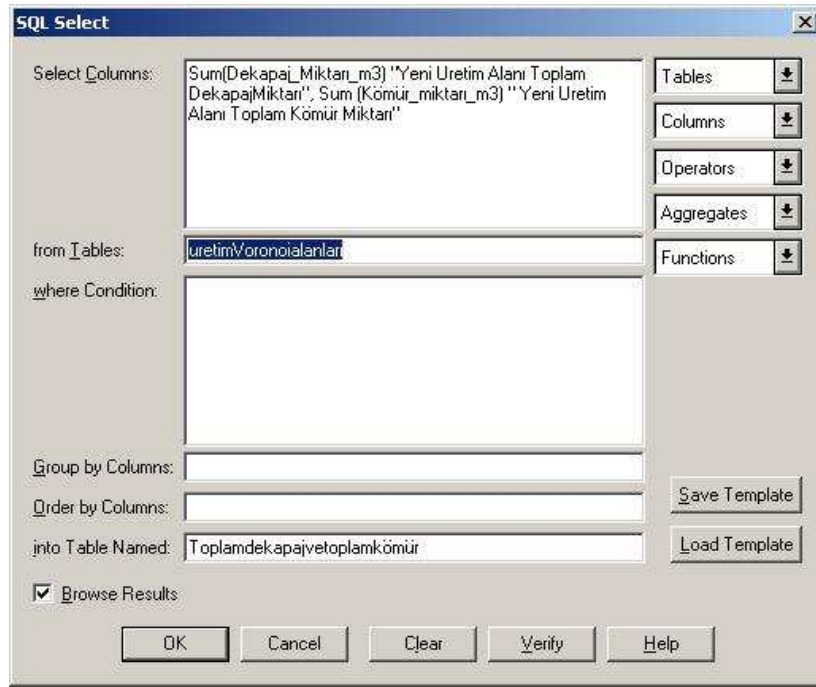 SQL Select
Select Columns:
Sum(Dekapaj_Miktarı_m3) "Yeni Uretim Alanı Toplam
DekapajMiktarı", Sum (Kömür_miktarı_m3) " Yeni Uretim
Alanı Toplam Kömür Miktarı"
Tables
Columns
Operators
Aggregates
from Tables:
uretimVoronoialanları
Functions
where Condition:
Group by Columns:
Order by Columns:
Save Template
into Table Named:
Toplamdekapajvetoplamkömür
Load Template
Browse Results
OK
Cancel
Clear
Verify
Help